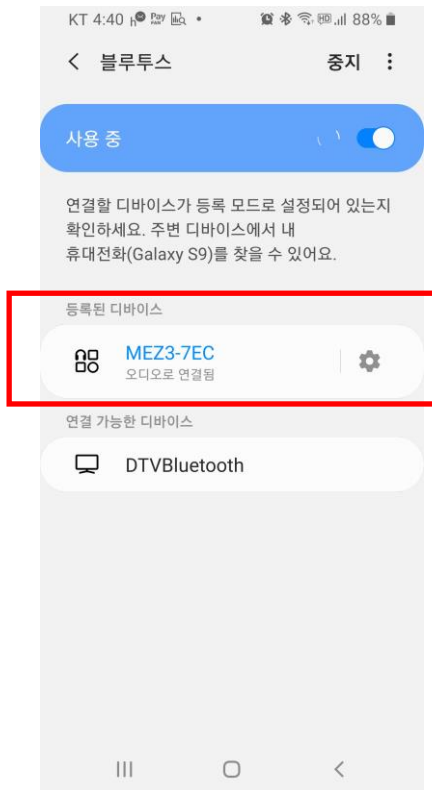 KT 4:40 Pay
88%
블루투스 중지
사용 중
연결할 디바이스가 등록 모드로 설정되어 있는지
확인하세요. 주변 디바이스에서 내
휴대전화(Galaxy S9)를 찾을 수 있어요.
등록된 디바이스
MEZ3-7EC
오디오로 연결됨
연결 가능한 디바이스
DTVBluetooth